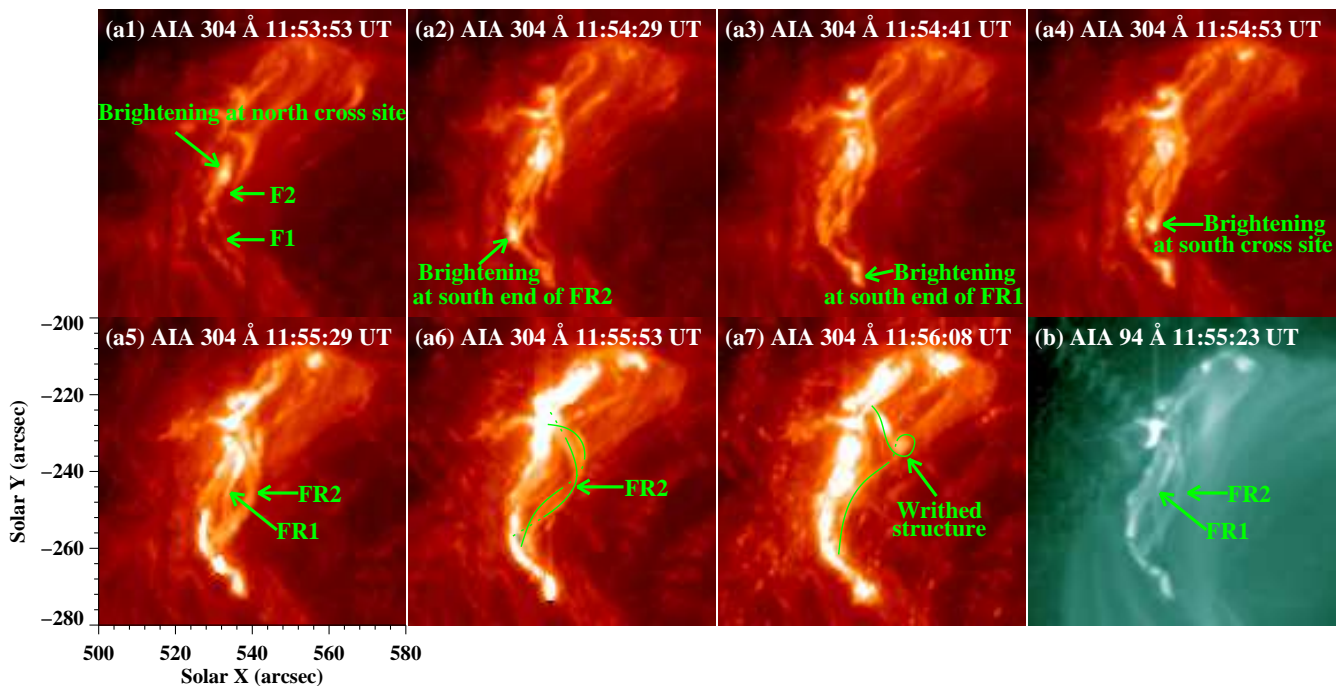 (a1) AIA 304 Å 11:53:53 UT
Brightening at north cross site
F2
F1
(a2) AIA 304 Å 11:54:29 UT
Brightening
at south end of FR2
(a3) AIA 304 Å 11:54:41 UT
Brightening
at south end of FR1
(a4) AIA 304 Å 11:54:53 UT
Brightening
at south cross site
(a5) AIA 304 Å 11:55:29 UT
FR2
FR1
(a6) AIA 304 Å 11:55:53 UT
FR2
(a7) AIA 304 Å 11:56:08 UT
Writhed
structure
(b) AIA 94 Å 11:55:23 UT
FR2
FR1
−200
−220
−240
−260
−280
Solar Y (arcsec)
500 520 540 560 580
Solar X (arcsec)